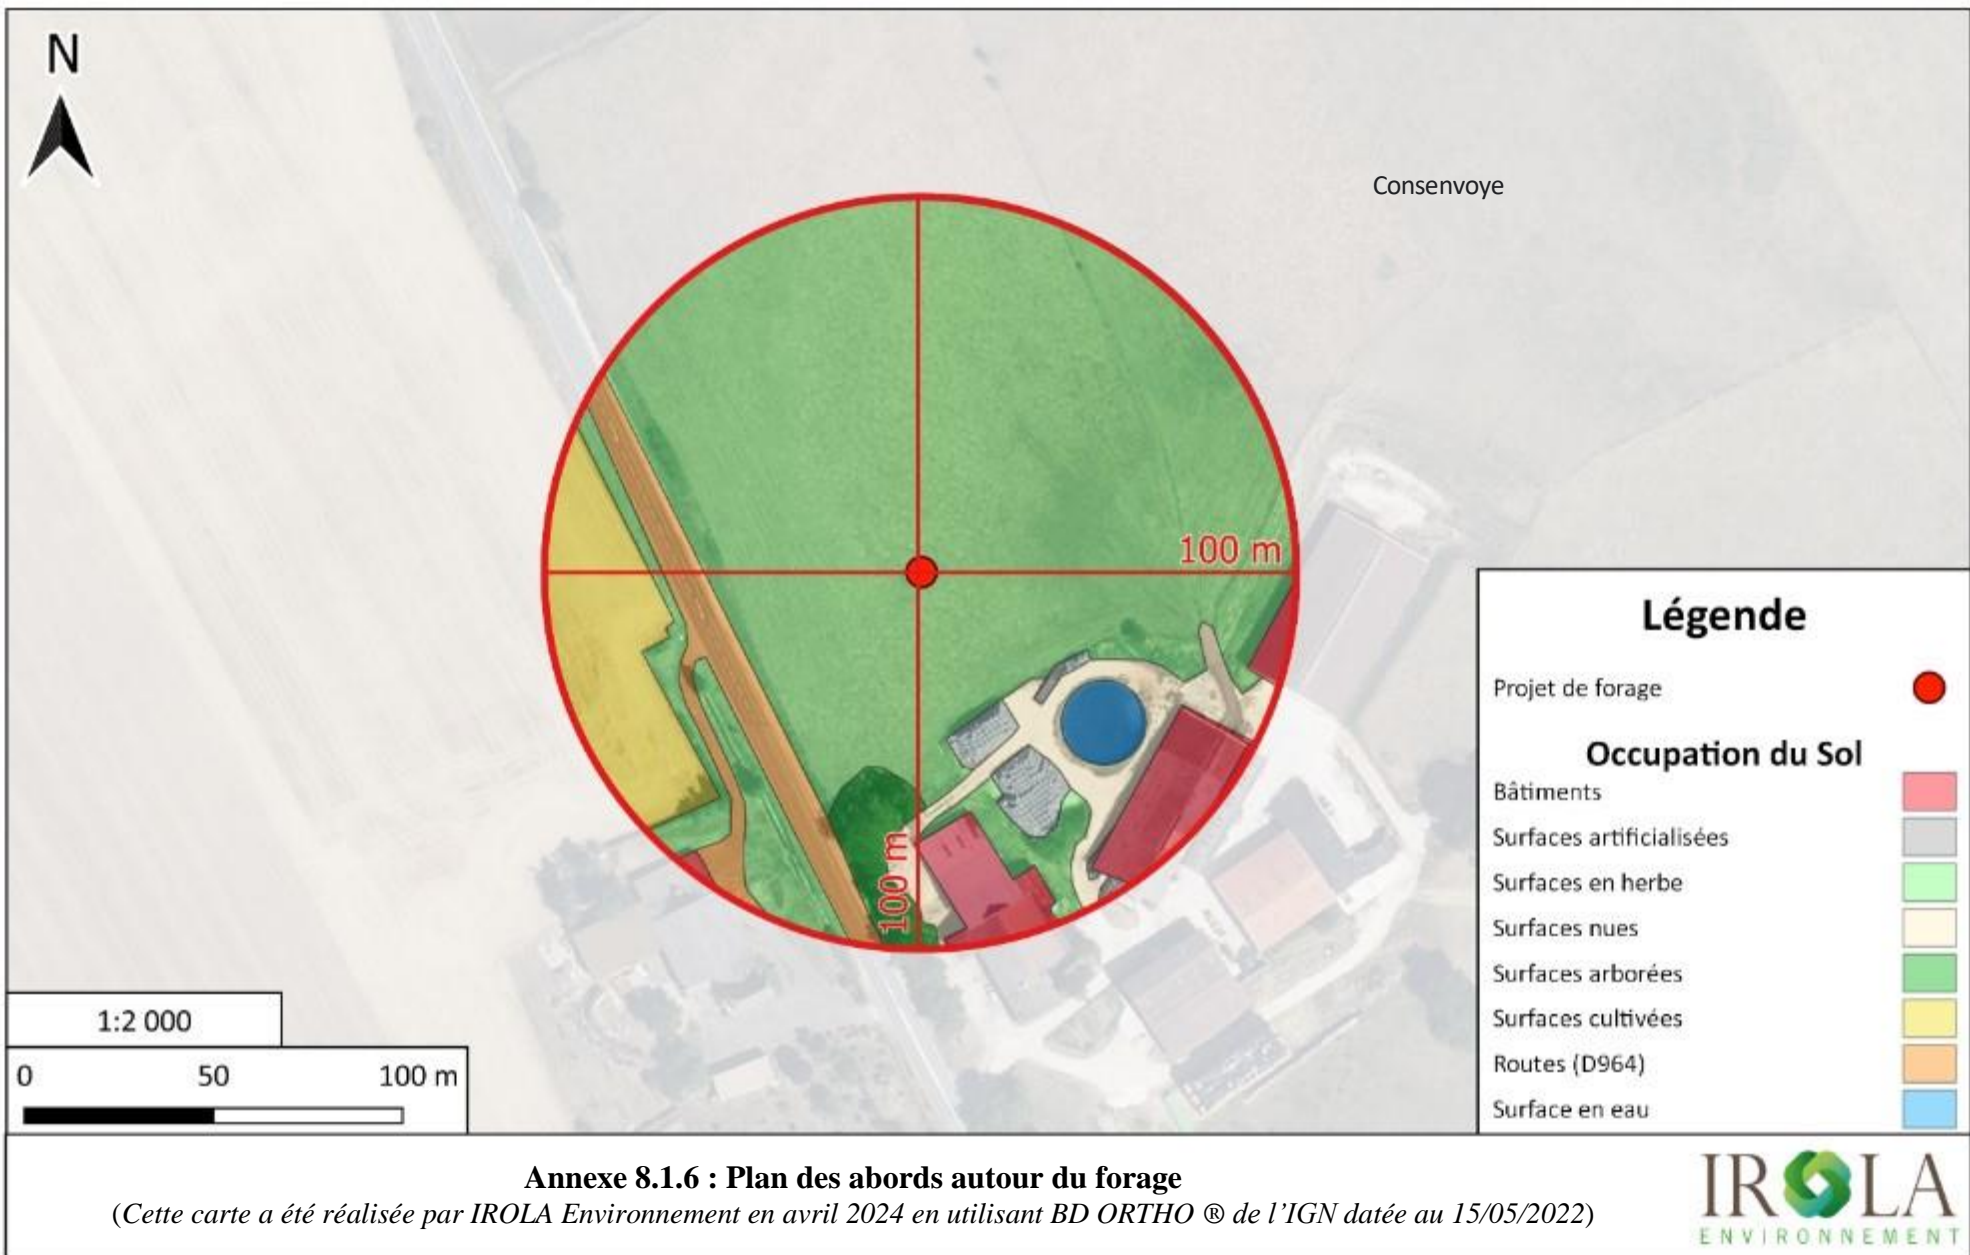 N
Consenvoye
100 m
100 m
Légende
Projet de forage
Occupation du Sol
Bâtiments
Surfaces artificialisées
Surfaces en herbe
Surfaces nues
Surfaces arborées
Surfaces cultivées
Routes (D964)
Surface en eau
1:2 000
0 50 100 m
Annexe 8.1.6 : Plan des abords autour du forage
(Cette carte a été réalisée par IROLA Environnement en avril 2024 en utilisant BD ORTHO ® de l’IGN datée au 15/05/2022)
IROLA
ENVIRONNEMENT